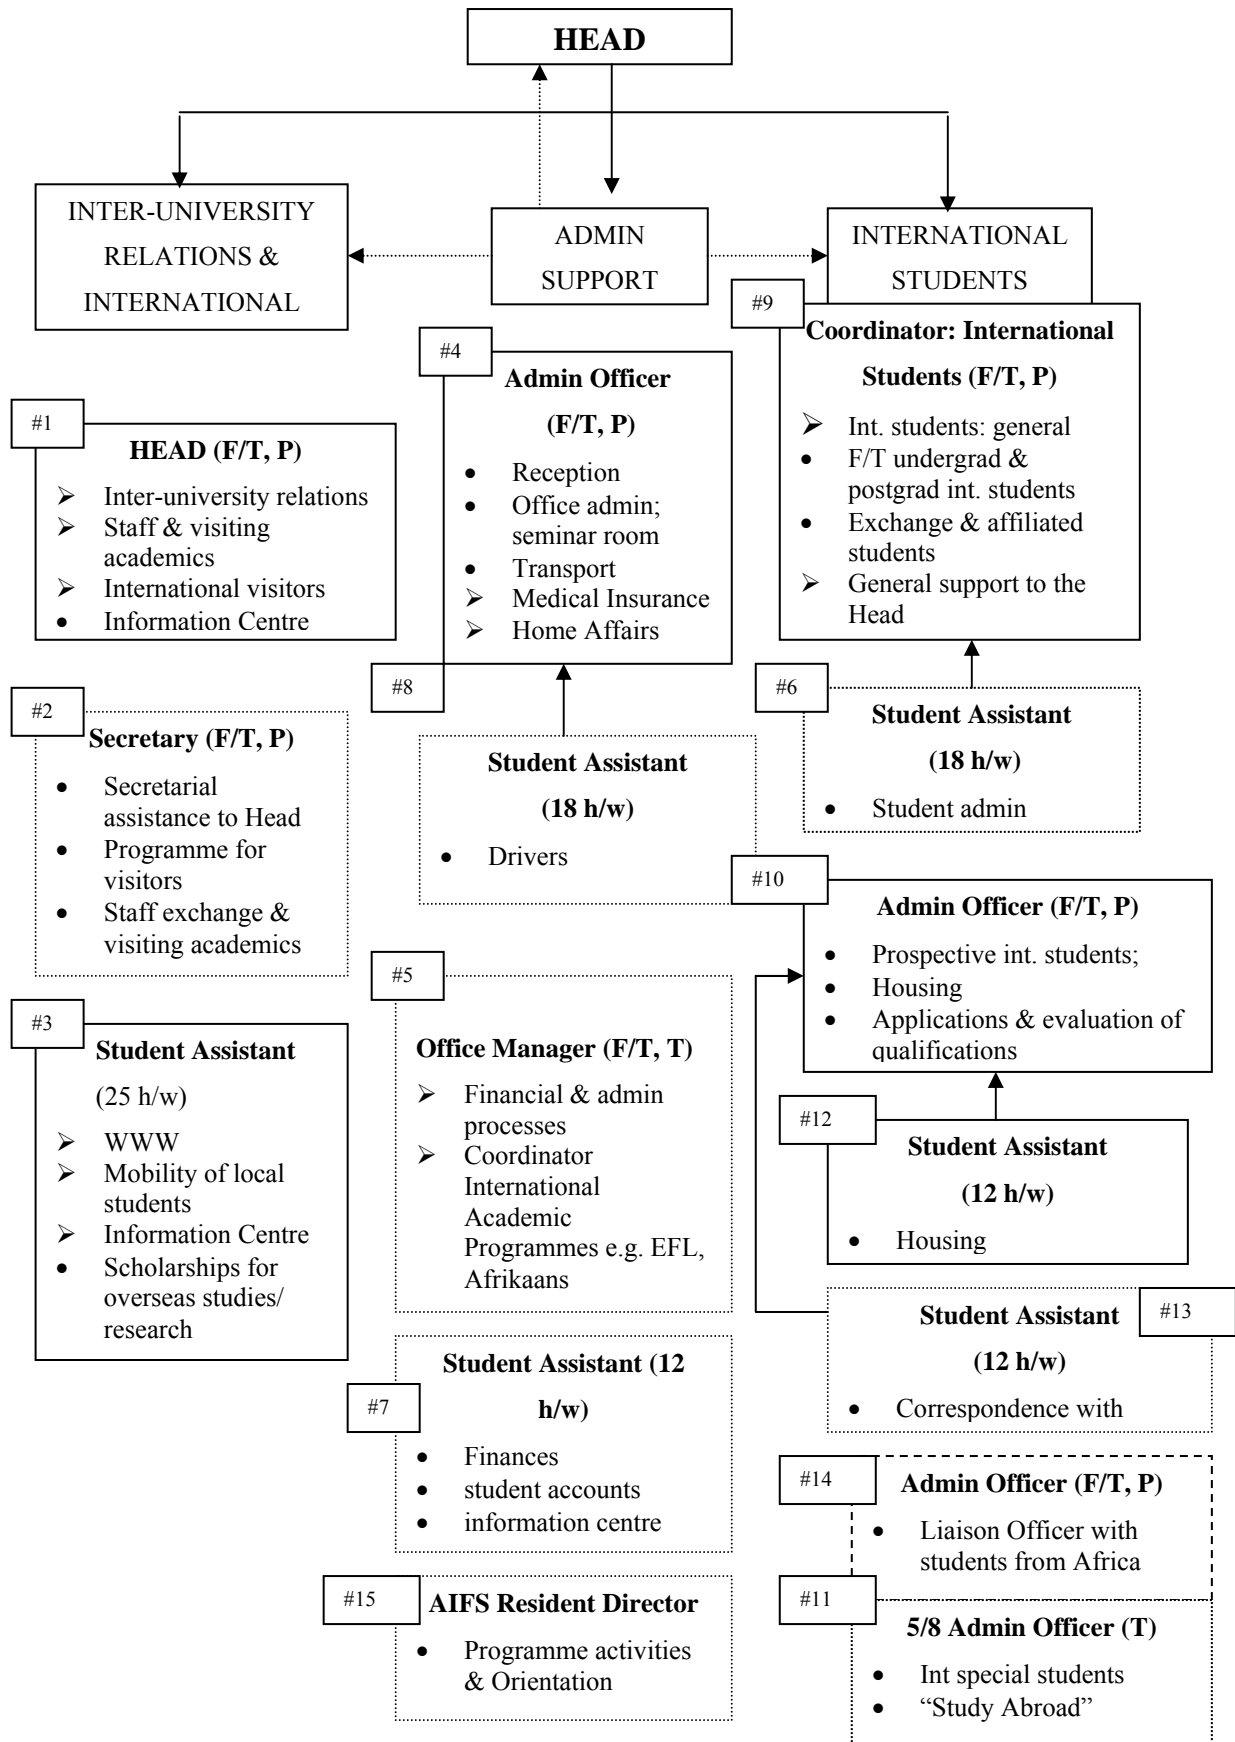 HEAD
INTER-UNIVERSITY
RELATIONS &
INTERNATIONAL
ADMIN
SUPPORT
INTERNATIONAL
STUDENTS
#1
HEAD (F/T, P)
➢ Inter-university relations
➢ Staff & visiting
academics
➢ International visitors
• Information Centre
#2
Secretary (F/T, P)
• Secretarial
assistance to Head
• Programme for
visitors
• Staff exchange &
visiting academics
#3
Student Assistant
(25 h/w)
➢ WWW
➢ Mobility of local
students
➢ Information Centre
• Scholarships for
overseas studies/
research
#4
Admin Officer
(F/T, P)
• Reception
• Office admin;
seminar room
• Transport
➢ Medical Insurance
➢ Home Affairs
#8
Student Assistant
(18 h/w)
• Drivers
#5
Office Manager (F/T, T)
➢ Financial & admin
processes
➢ Coordinator
International
Academic
Programmes e.g. EFL,
Afrikaans
#7
Student Assistant (12
h/w)
• Finances
• student accounts
• information centre
#15
AIFS Resident Director
• Programme activities
& Orientation
#9
Coordinator: International
Students (F/T, P)
➢ Int. students: general
• F/T undergrad &
postgrad int. students
• Exchange & affiliated
students
➢ General support to the
Head
#6
Student Assistant
(18 h/w)
• Student admin
#10
Admin Officer (F/T, P)
• Prospective int. students;
• Housing
• Applications & evaluation of
qualifications
#12
Student Assistant
(12 h/w)
• Housing
#13
Student Assistant
(12 h/w)
• Correspondence with
#14
Admin Officer (F/T, P)
• Liaison Officer with
students from Africa
#11
5/8 Admin Officer (T)
• Int special students
• “Study Abroad”